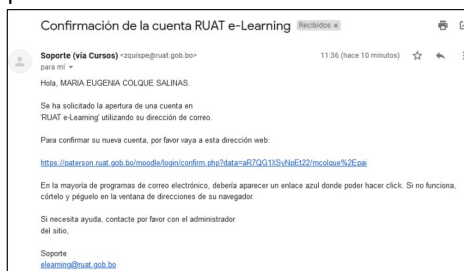 Confirmación de la cuenta RUAT e-Learning Recibidos x
Soporte (vía Cursos) <zquispe@ruat.gob.bo> 11:36 (hace 10 minutos)
para mí
Hola, MARIA EUGENIA COLQUE SALINAS.
Se ha solicitado la apertura de una cuenta en
'RUAT e-Learning' utilizando su dirección de correo.
Para confirmar su nueva cuenta, por favor vaya a esta dirección web:
https://paterson.ruat.gob.bo/moodle/login/confirm.php?data=aR7QG1XSyNpEt22/mcolque%2Epai
En la mayoría de programas de correo electrónico, debería aparecer un enlace azul donde poder hacer click. Si no funciona,
córtelo y péguelo en la ventana de direcciones de su navegador.
Si necesita ayuda, contacte por favor con el administrador
del sitio,
Soporte
elearning@ruat.gob.bo